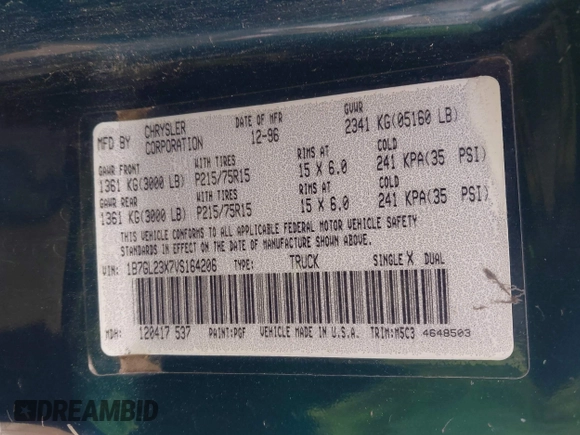 MFD BY CHRYSLER CORPORATION DATE OF MFR 12-96 GVWR 2341 KG(05160 LB)
GAWR FRONT WITH TIRES RIMS AT COLD
1361 KG(3000 LB) P215/75R15 15 X 6.0 241 KPA(35 PSI)
GAWR REAR WITH TIRES RIMS AT COLD
1361 KG(3000 LB) P215/75R15 15 X 6.0 241 KPA(35 PSI)
THIS VEHICLE CONFORMS TO ALL APPLICABLE FEDERAL MOTOR VEHICLE SAFETY
STANDARDS IN EFFECT ON THE DATE OF MANUFACTURE SHOWN ABOVE.
VIN: 1B7GL23X7VS164206 TYPE: TRUCK SINGLE X DUAL
MDH: 120417 537 PAINT:PGF VEHICLE MADE IN U.S.A. TRIM:M5C3 4648503
DREAMBID